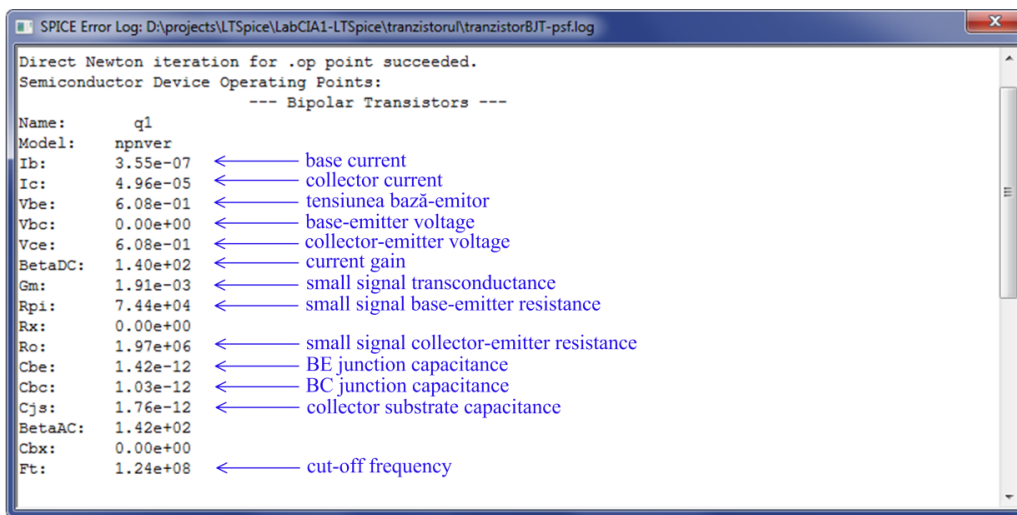 SPICE Error Log: D:\projects\LTSpice\LabCIA1-LTSpice\tranzistorul\tranzistorBJT-psf.log
Direct Newton iteration for .op point succeeded.
Semiconductor Device Operating Points:
--- Bipolar Transistors ---
Name: q1
Model: npnver
Ib: 3.55e-07 base current
Ic: 4.96e-05 collector current
Vbe: 6.08e-01 tensiunea bază-emitor
Vbc: 0.00e+00 base-emitter voltage
Vce: 6.08e-01 collector-emitter voltage
BetaDC: 1.40e+02 current gain
Gm: 1.91e-03 small signal transconductance
Rpi: 7.44e+04 small signal base-emitter resistance
Rx: 0.00e+00
Ro: 1.97e+06 small signal collector-emitter resistance
Cbe: 1.42e-12 BE junction capacitance
Cbc: 1.03e-12 BC junction capacitance
Cjs: 1.76e-12 collector substrate capacitance
BetaAC: 1.42e+02
Cbx: 0.00e+00
Ft: 1.24e+08 cut-off frequency